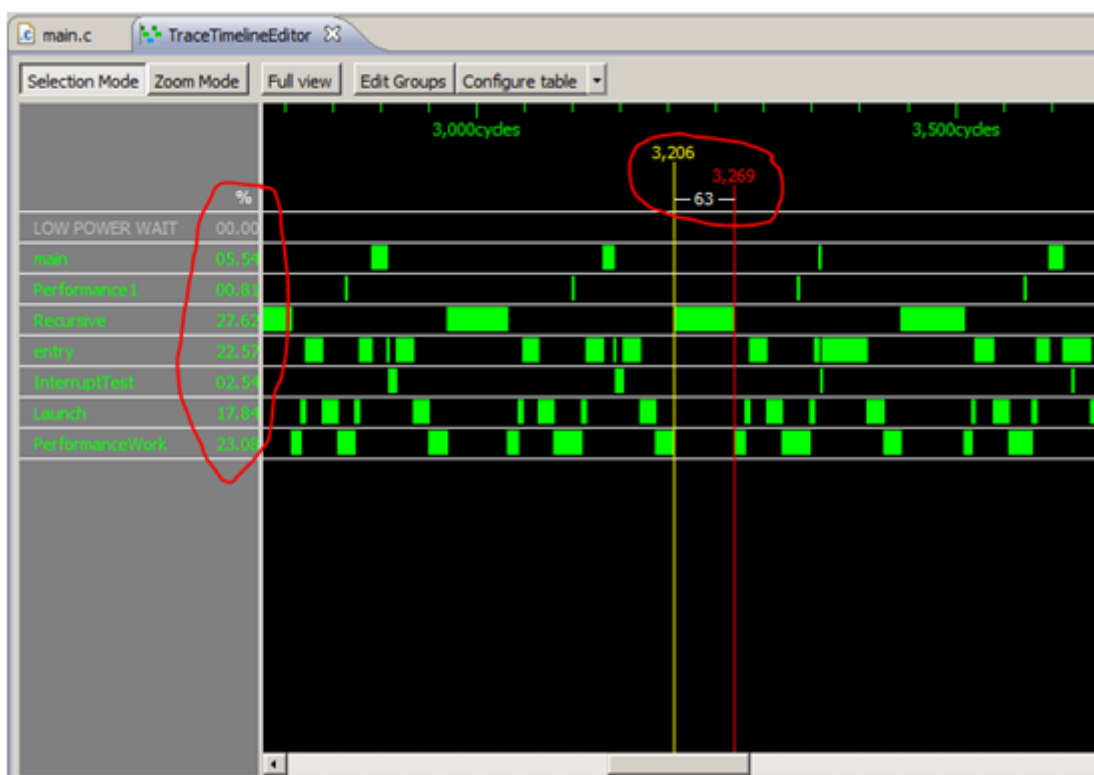 main.c TraceTimelineEditor
Selection Mode Zoom Mode Full view Edit Groups Configure table
3,000cycles 3,500cycles
3,206
3,269
63
%
LOW POWER WAIT 00.00
main 05.54
Performance1 00.81
Recursive 27.62
entry 22.57
InterruptTest 02.54
Launch 17.84
PerformanceWork 23.08